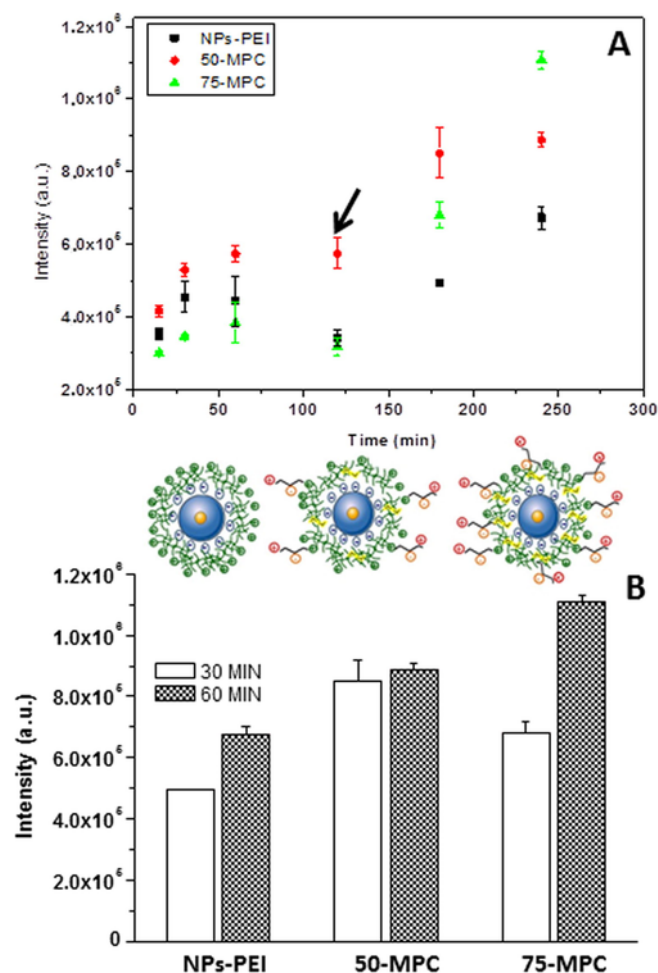 A
NPs-PEI
50-MPC
75-MPC
1,2x10⁶
1,0x10⁶
8,0x10⁵
6,0x10⁵
4,0x10⁵
2,0x10⁵
Intensity (a.u.)
0 50 100 150 200 250 300
Time (min)
B
30 MIN
60 MIN
1,2x10⁶
1,0x10⁶
8,0x10⁵
6,0x10⁵
4,0x10⁵
2,0x10⁵
0
Intensity (a.u.)
NPs-PEI 50-MPC 75-MPC